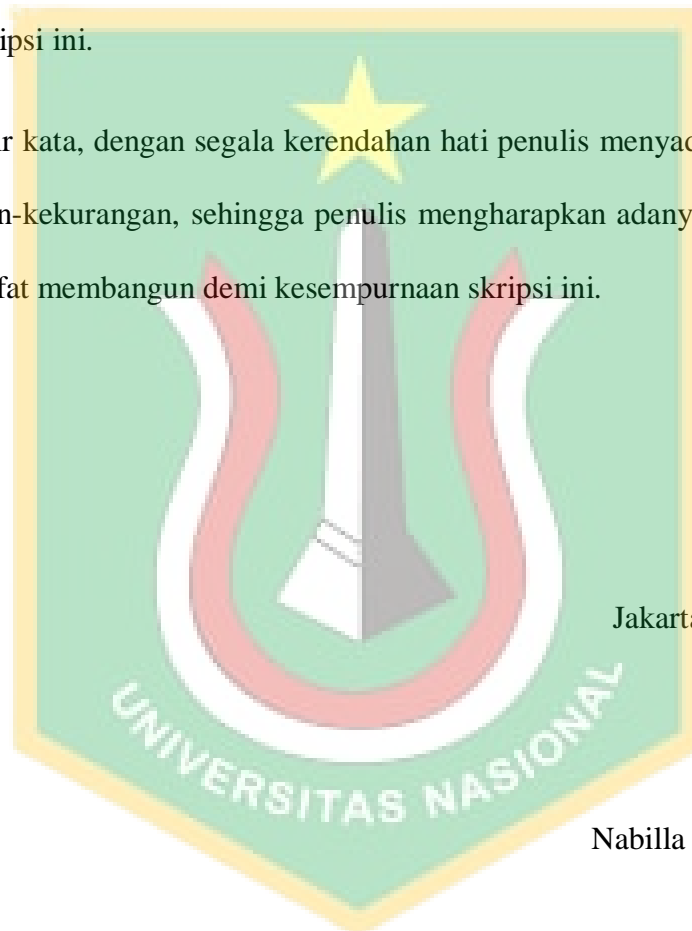 ipsi ini.
r kata, dengan segala kerendahan hati penulis menyad
n-kekurangan, sehingga penulis mengharapkan adany
fat membangun demi kesempurnaan skripsi ini.
Jakarta
UNIVERSITAS NASIONAL
Nabilla